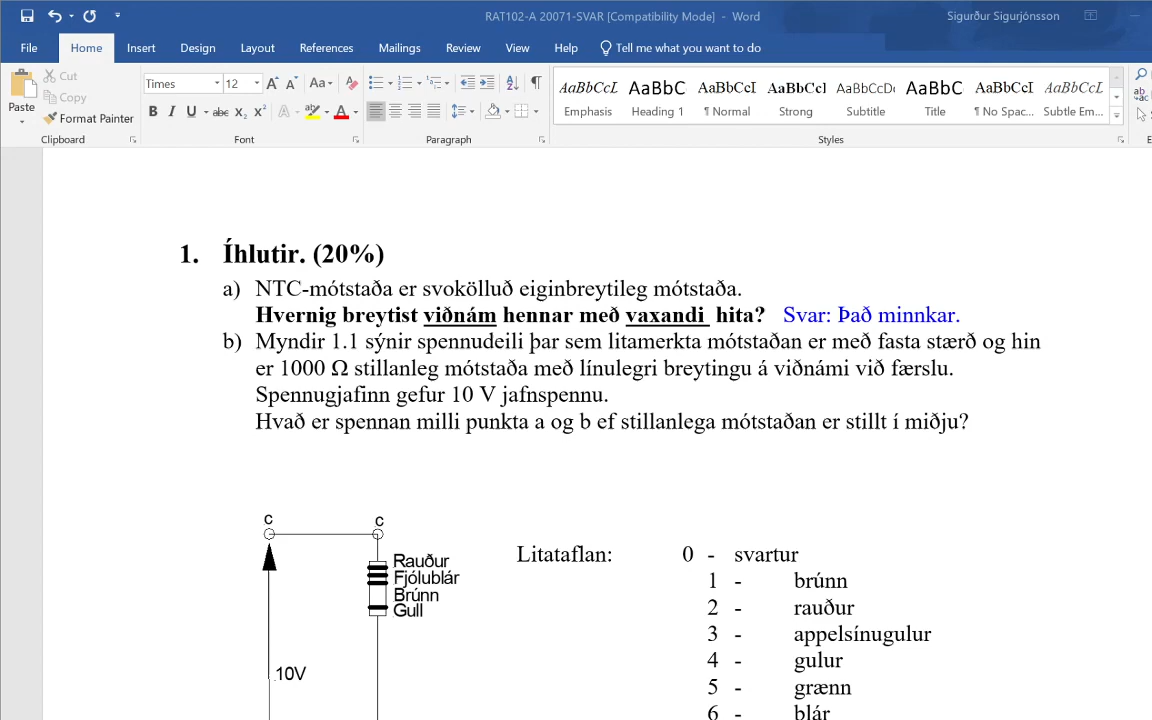 RAT102-A 20071-SVAR [Compatibility Mode] - Word
Sigurður Sigurjónsson
File Home Insert Design Layout References Mailings Review View Help Tell me what you want to do
Paste
Cut
Copy
Format Painter
Clipboard
Times 12
Font
Paragraph
AaBbCcL AaBbC AaBbCcI AaBbCcl AaBbCcDd AaBbC AaBbCcI AaBbCcL
Emphasis Heading 1 ¶ Normal Strong Subtitle Title ¶ No Spac... Subtle Em...
Styles
1. Íhlutir. (20%)
a) NTC-mótstaða er svokölluð eiginbreytileg mótstaða.
Hvernig breytist viðnám hennar með vaxandi hita? Svar: Það minnkar.
b) Myndir 1.1 sýnir spennudeili þar sem litamerkta mótstaðan er með fasta stærð og hin
er 1000 Ω stillanleg mótstaða með línulegri breytingu á viðnámi við færslu.
Spennugjafinn gefur 10 V jafnspennu.
Hvað er spennan milli punkta a og b ef stillanlega mótstaðan er stillt í miðju?
c c
Rauður
Fjólublár
Brúnn
Gull
10V
Litataflan: 0 - svartur
1 - brúnn
2 - rauður
3 - appelsínugulur
4 - gulur
5 - grænn
6 - blár